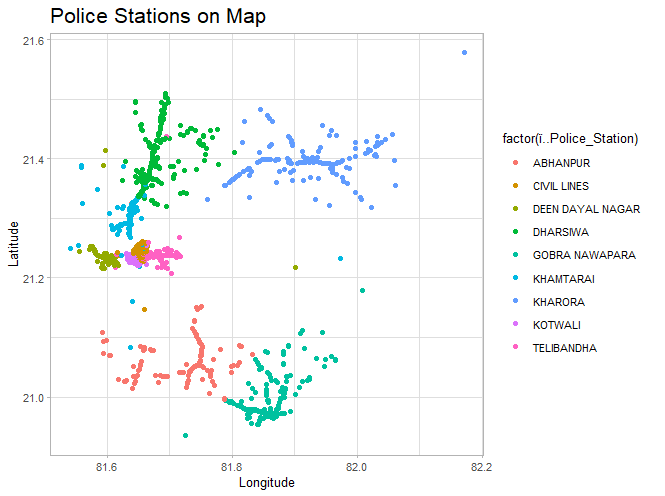 Police Stations on Map
21.6
21.4
21.2
21.0
Latitude
81.6
81.8
82.0
82.2
Longitude
factor(ï..Police_Station)
ABHANPUR
CIVIL LINES
DEEN DAYAL NAGAR
DHARSIWA
GOBRA NAWAPARA
KHAMTARAI
KHARORA
KOTWALI
TELIBANDHA